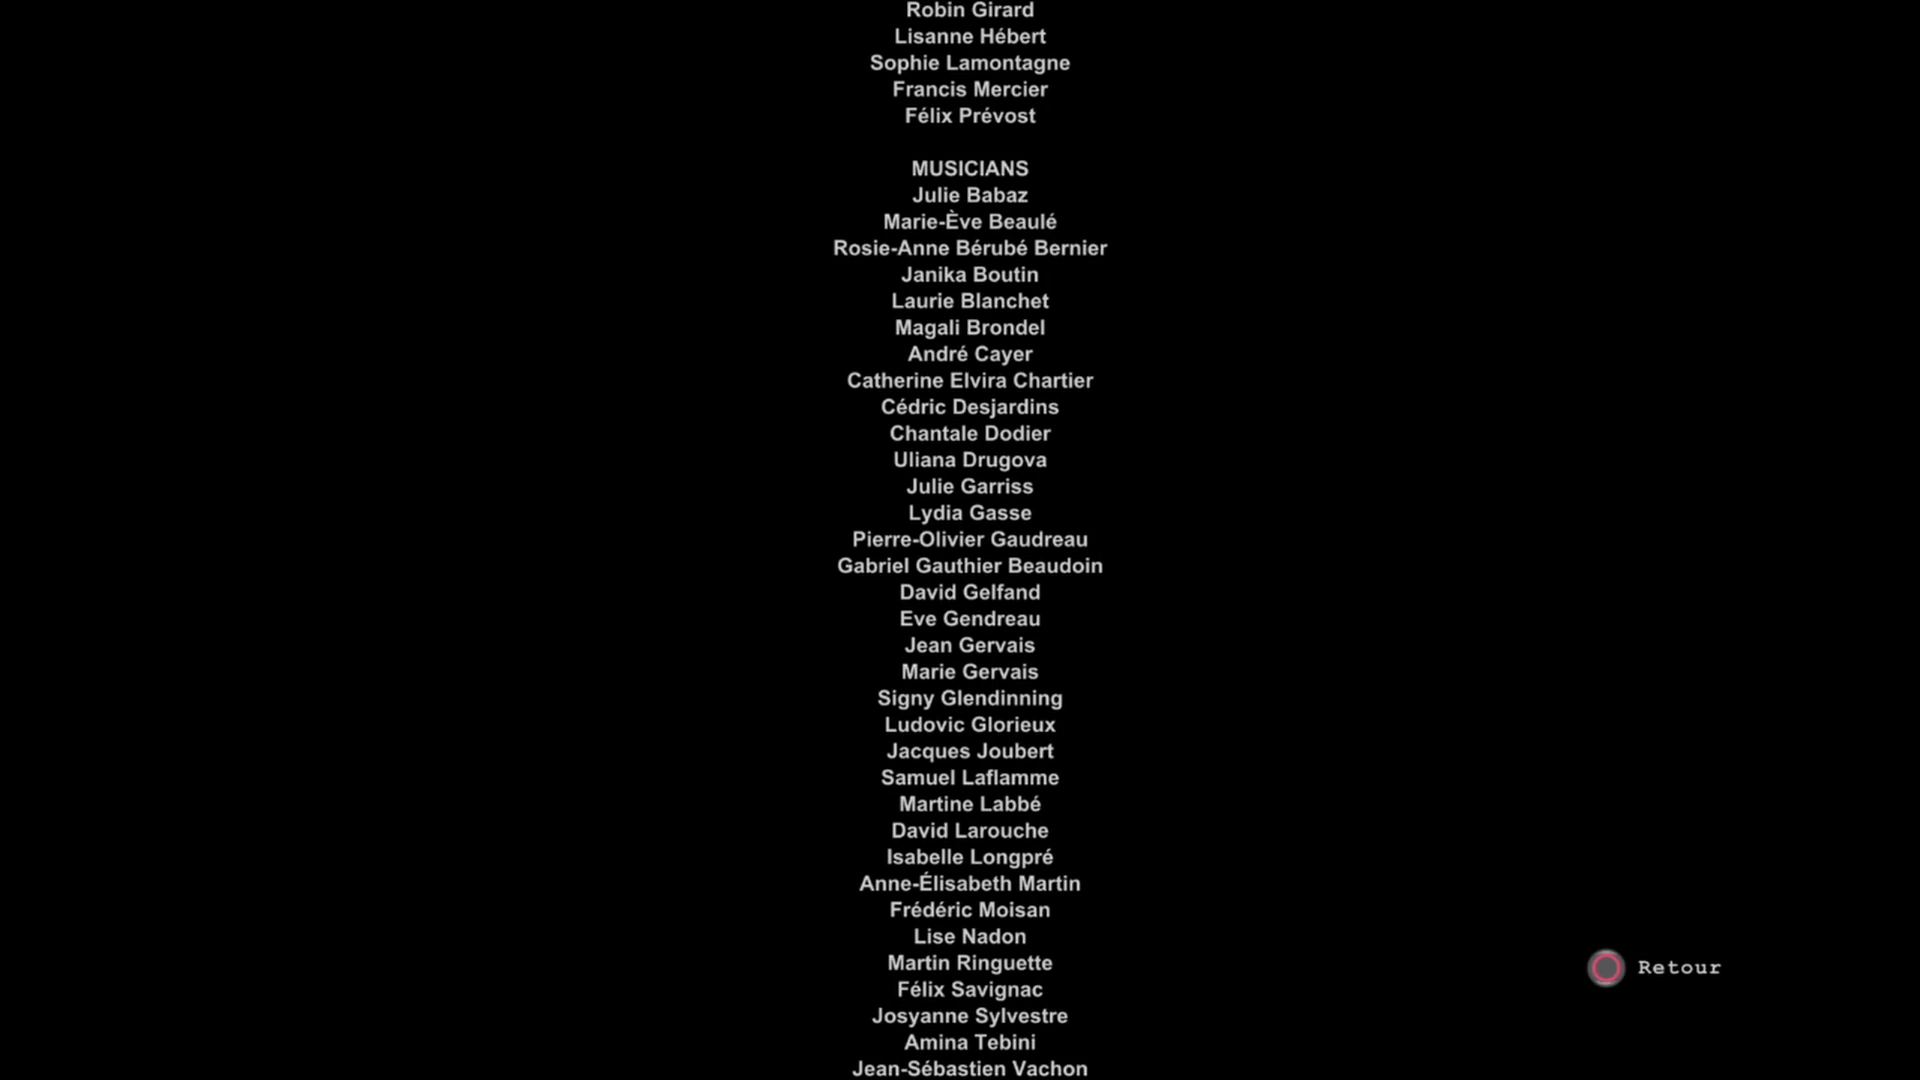 Robin Girard
Lisanne Hébert
Sophie Lamontagne
Francis Mercier
Félix Prévost
MUSICIANS
Julie Babaz
Marie-Ève Beaulé
Rosie-Anne Bérubé Bernier
Janika Boutin
Laurie Blanchet
Magali Brondel
André Cayer
Catherine Elvira Chartier
Cédric Desjardins
Chantale Dodier
Uliana Drugova
Julie Garriss
Lydia Gasse
Pierre-Olivier Gaudreau
Gabriel Gauthier Beaudoin
David Gelfand
Eve Gendreau
Jean Gervais
Marie Gervais
Signy Glendinning
Ludovic Glorieux
Jacques Joubert
Samuel Laflamme
Martine Labbé
David Larouche
Isabelle Longpré
Anne-Élisabeth Martin
Frédéric Moisan
Lise Nadon
Martin Ringuette
Retour
Félix Savignac
Josyanne Sylvestre
Amina Tebini
Jean-Sébastien Vachon